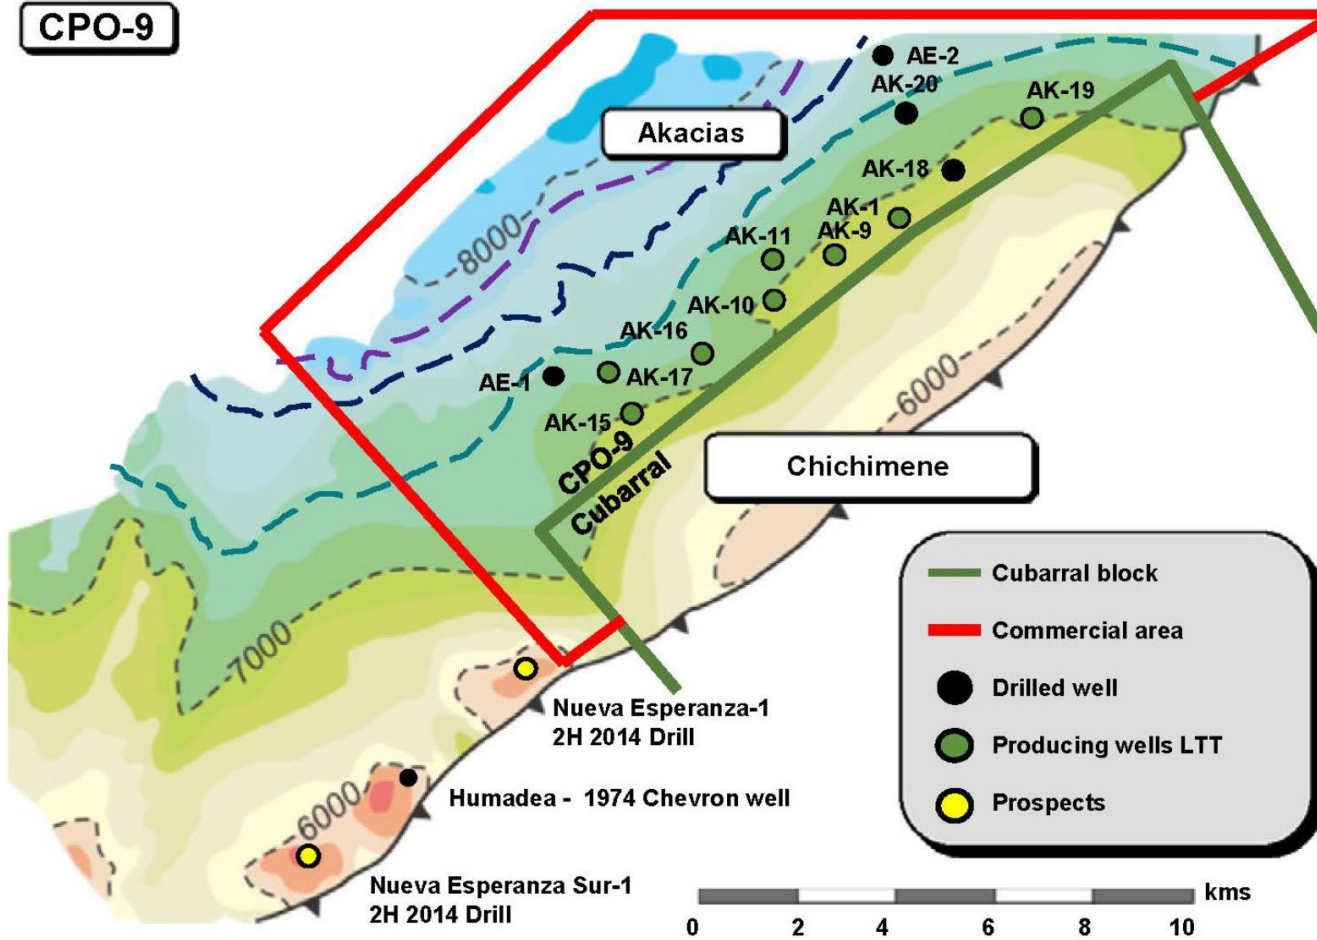 CPO-9
AE-2
AK-20
AK-19
Akacias
AK-18
8000
AK-1
AK-9
AK-11
AK-10
AK-16
AE-1
AK-17
6000
AK-15
CPO-9
Cubarral
Chichimene
7000
Nueva Esperanza-1
2H 2014 Drill
6000
Humadea - 1974 Chevron well
Nueva Esperanza Sur-1
2H 2014 Drill
Cubarral block
Commercial area
Drilled well
Producing wells LTT
Prospects
kms
0 2 4 6 8 10